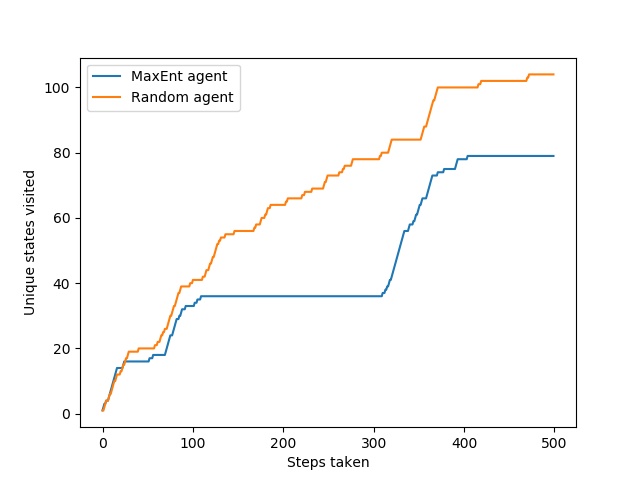 MaxEnt agent
Random agent
100
80
60
40
20
0
Unique states visited
0 100 200 300 400 500
Steps taken